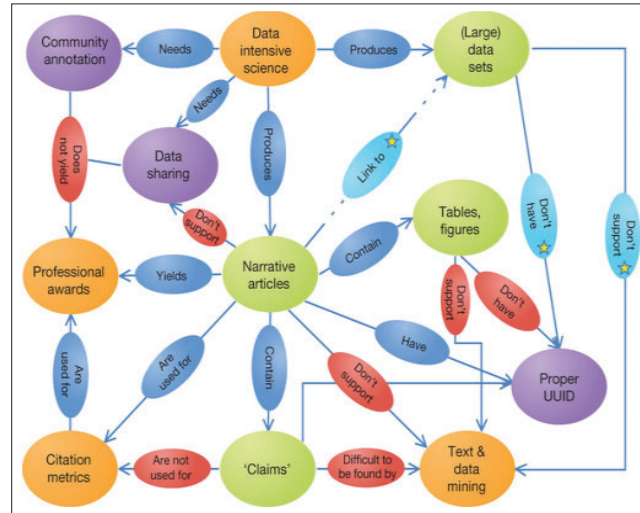 Community
annotation
Needs
Data
intensive
science
Produces
(Large)
data
sets
Needs
Does
not yield
Data
sharing
Produces
Link to
Don't
have
Don't
support
Don't
support
Tables,
figures
Contain
Professional
awards
Yields
Narrative
articles
Don't
support
Don't
have
Are
used for
Are
used for
Contain
Don't
support
Have
Proper
UUID
Citation
metrics
Are not
used for
'Claims'
Difficult to
be found by
Text &
data
mining